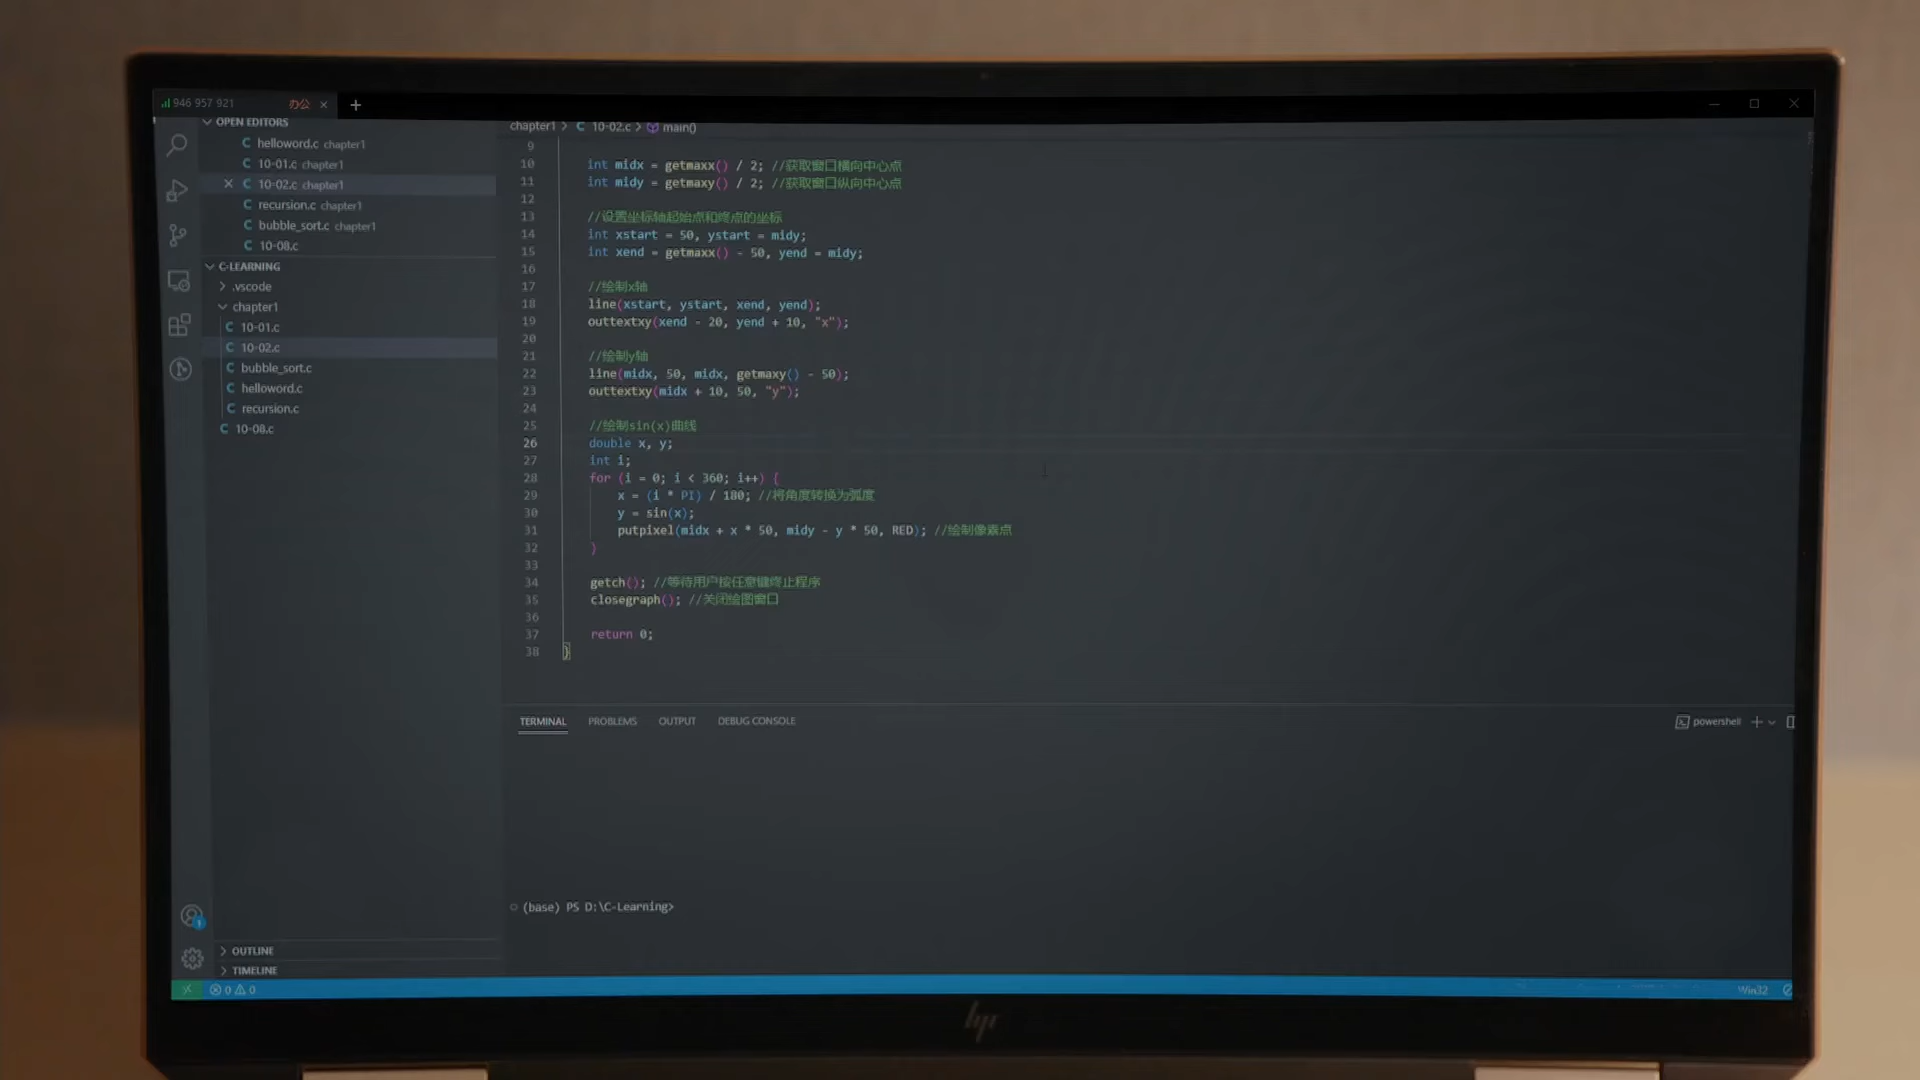 946 957 921 办公
OPEN EDITORS
helloword.c chapter1
10-01.c chapter1
10-02.c chapter1
recursion.c chapter1
bubble_sort.c chapter1
10-08.c
C-LEARNING
.vscode
chapter1
10-01.c
10-02.c
bubble_sort.c
helloword.c
recursion.c
10-08.c
OUTLINE
TIMELINE
chapter1 > C 10-02.c > main()
9
10 int midx = getmaxx() / 2; //获取窗口横向中心点
11 int midy = getmaxy() / 2; //获取窗口纵向中心点
12
13 //设置坐标轴起始点和终点的坐标
14 int xstart = 50, ystart = midy;
15 int xend = getmaxx() - 50, yend = midy;
16
17 //绘制x轴
18 line(xstart, ystart, xend, yend);
19 outtextxy(xend - 20, yend + 10, "x");
20
21 //绘制y轴
22 line(midx, 50, midx, getmaxy() - 50);
23 outtextxy(midx + 10, 50, "y");
24
25 //绘制sin(x)曲线
26 double x, y;
27 int i;
28 for (i = 0; i < 360; i++) {
29 x = (i * PI) / 180; //将角度转换为弧度
30 y = sin(x);
31 putpixel(midx + x * 50, midy - y * 50, RED); //绘制像素点
32 }
33
34 getch(); //等待用户按任意键终止程序
35 closegraph(); //关闭绘图窗口
36
37 return 0;
38 }
TERMINAL PROBLEMS OUTPUT DEBUG CONSOLE
powershell
(base) PS D:\C-Learning>
0 0
Win32
hp